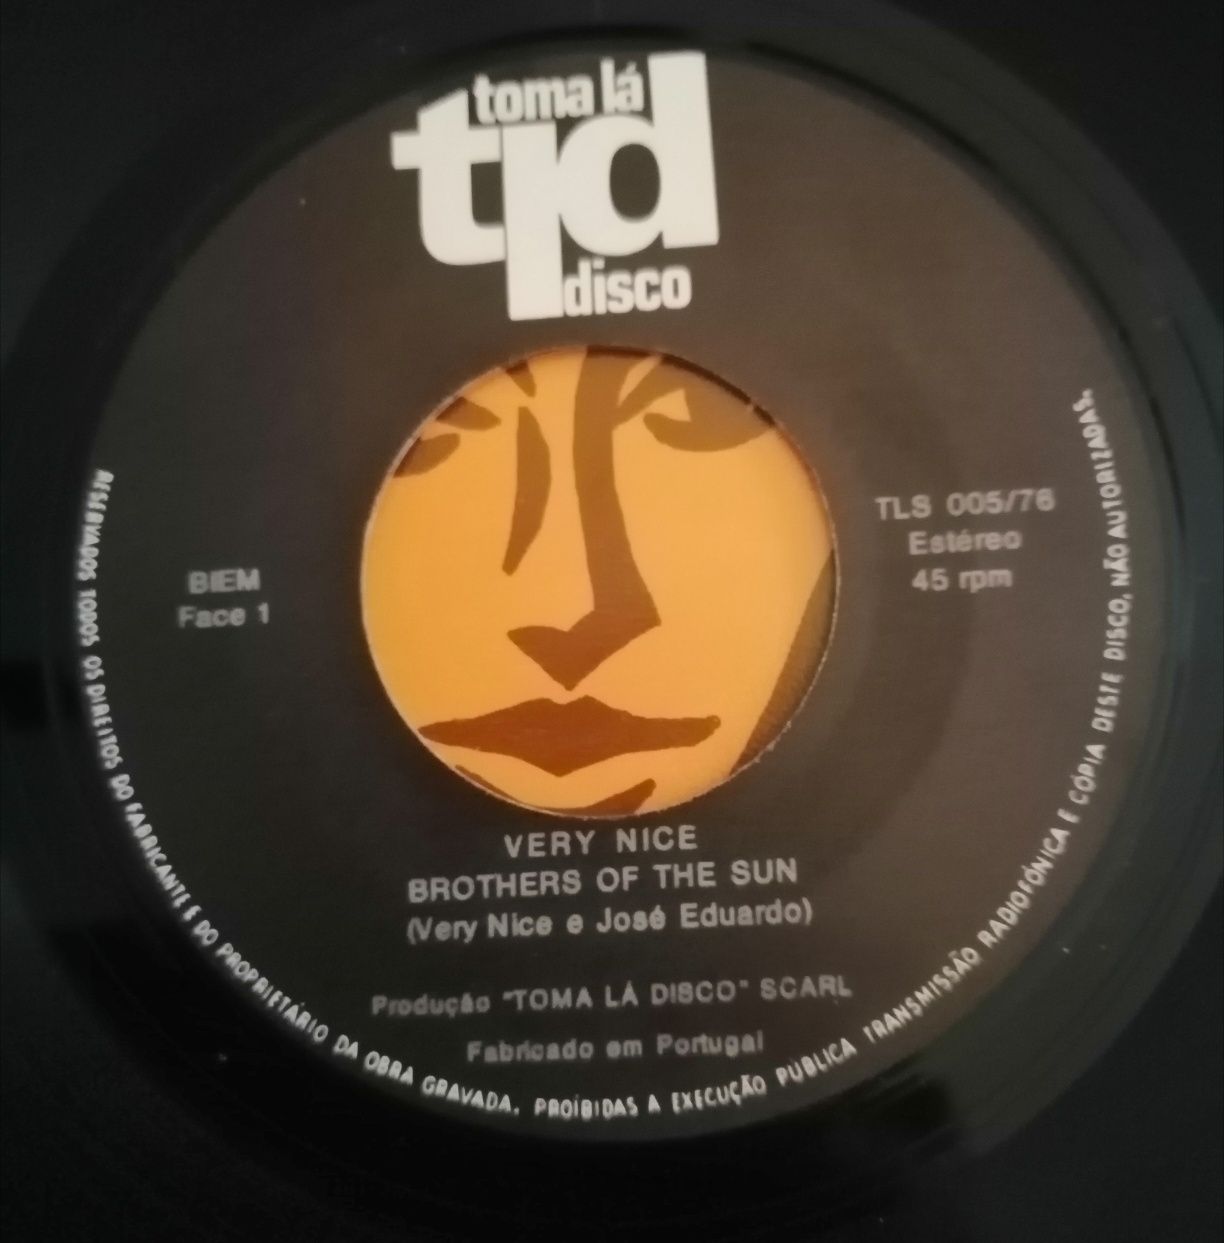 toma lá
tld
disco
TLS 005/76
Estéreo
45 rpm
BIEM
Face 1
VERY NICE
BROTHERS OF THE SUN
(Very Nice e José Eduardo)
Produção "TOMA LÁ DISCO" SCARL
Fabricado em Portugal
RESERVADOS TODOS OS DIREITOS DO FABRICANTE E DO PROPRIETÁRIO DA OBRA GRAVADA. PROÍBIDAS A EXECUÇÃO PÚBLICA TRANSMISSÃO RADIOFÓNICA E CÓPIA DESTE DISCO, NÃO AUTORIZADAS.